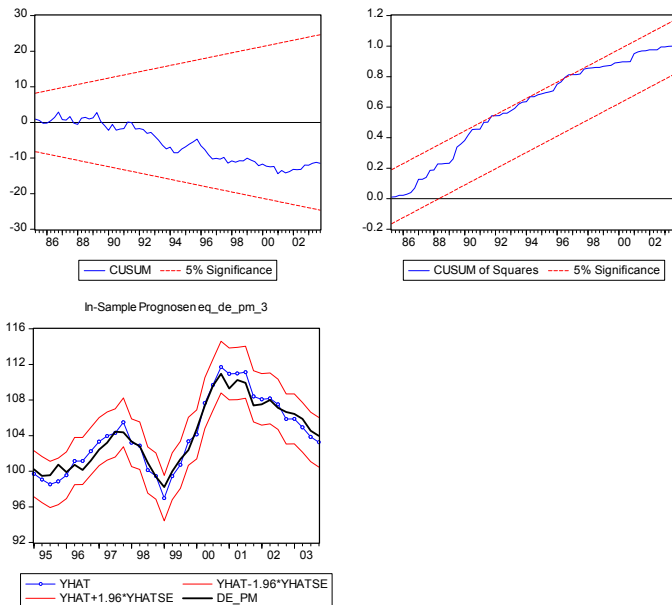 30
20
10
0
-10
-20
-30
86 88 90 92 94 96 98 00 02
CUSUM 5% Significance
1.2
1.0
0.8
0.6
0.4
0.2
0.0
-0.2
86 88 90 92 94 96 98 00 02
CUSUM of Squares 5% Significance
In-Sample Prognosen eq_de_pm_3
116
112
108
104
100
96
92
95 96 97 98 99 00 01 02 03
YHAT YHAT-1.96*YHATSE
YHAT+1.96*YHATSE DE_PM